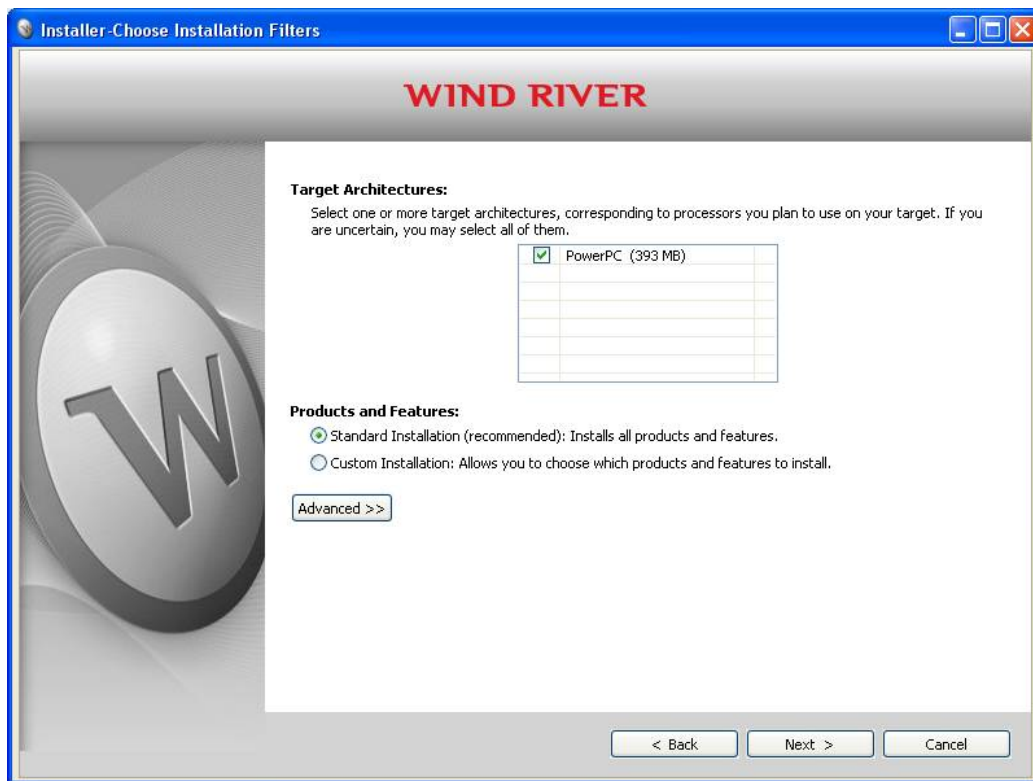 Installer-Choose Installation Filters
WIND RIVER
Target Architectures:
Select one or more target architectures, corresponding to processors you plan to use on your target. If you
are uncertain, you may select all of them.
PowerPC (393 MB)
Products and Features:
Standard Installation (recommended): Installs all products and features.
Custom Installation: Allows you to choose which products and features to install.
Advanced >>
W
< Back
Next >
Cancel